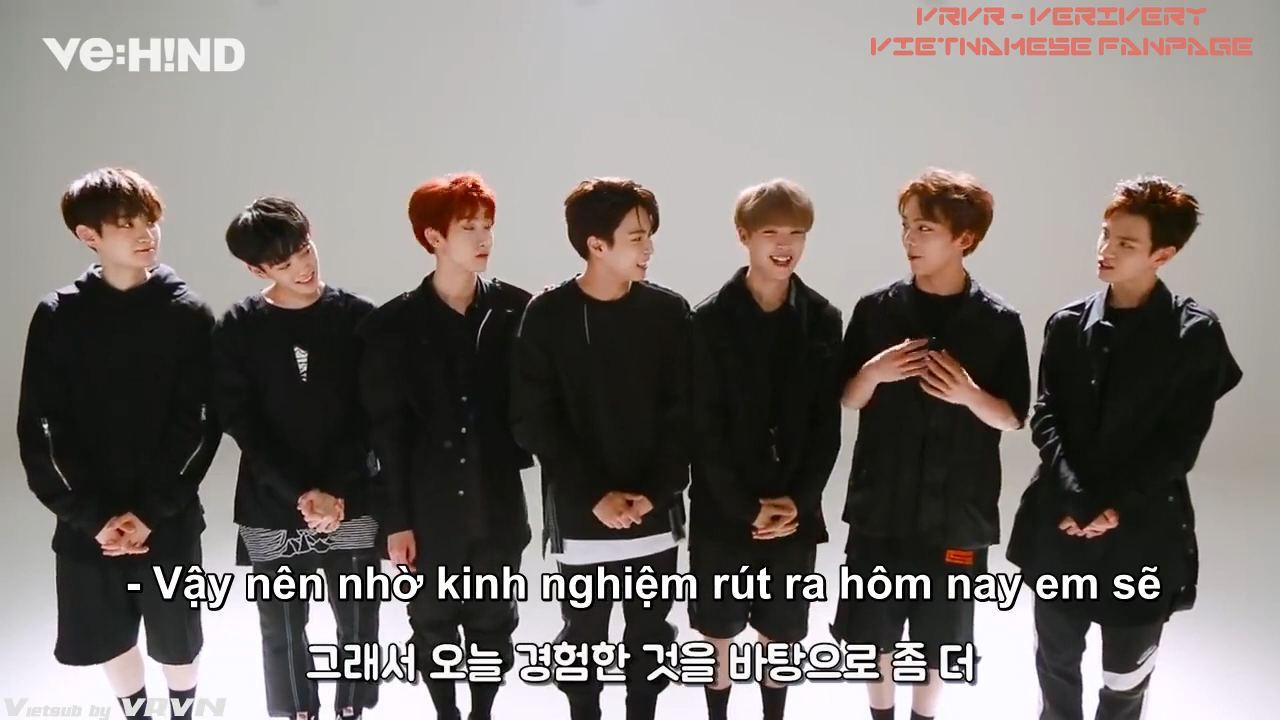 Ve:H!ND
VRVR - VERIVERY
VIETNAMESE FANPAGE
- Vậy nên nhờ kinh nghiệm rút ra hôm nay em sẽ
그래서 오늘 경험한 것을 바탕으로 좀 더
Vietsub by VRVN